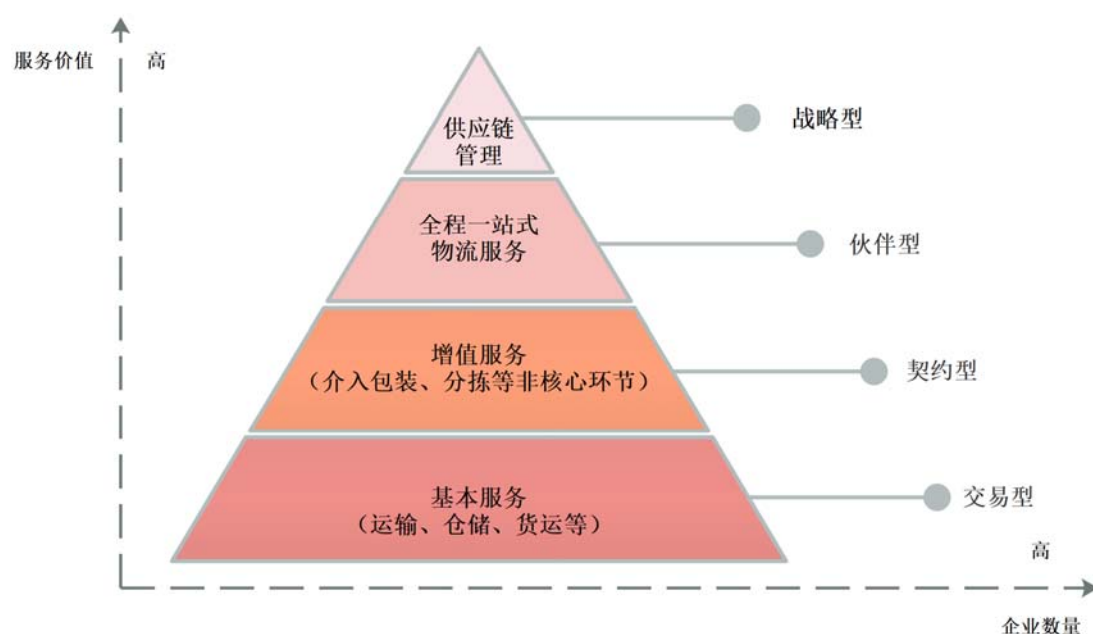 服务价值
高
供应链
管理
战略型
全程一站式
物流服务
伙伴型
增值服务
（介入包装、分拣等非核心环节）
契约型
基本服务
（运输、仓储、货运等）
交易型
高
企业数量